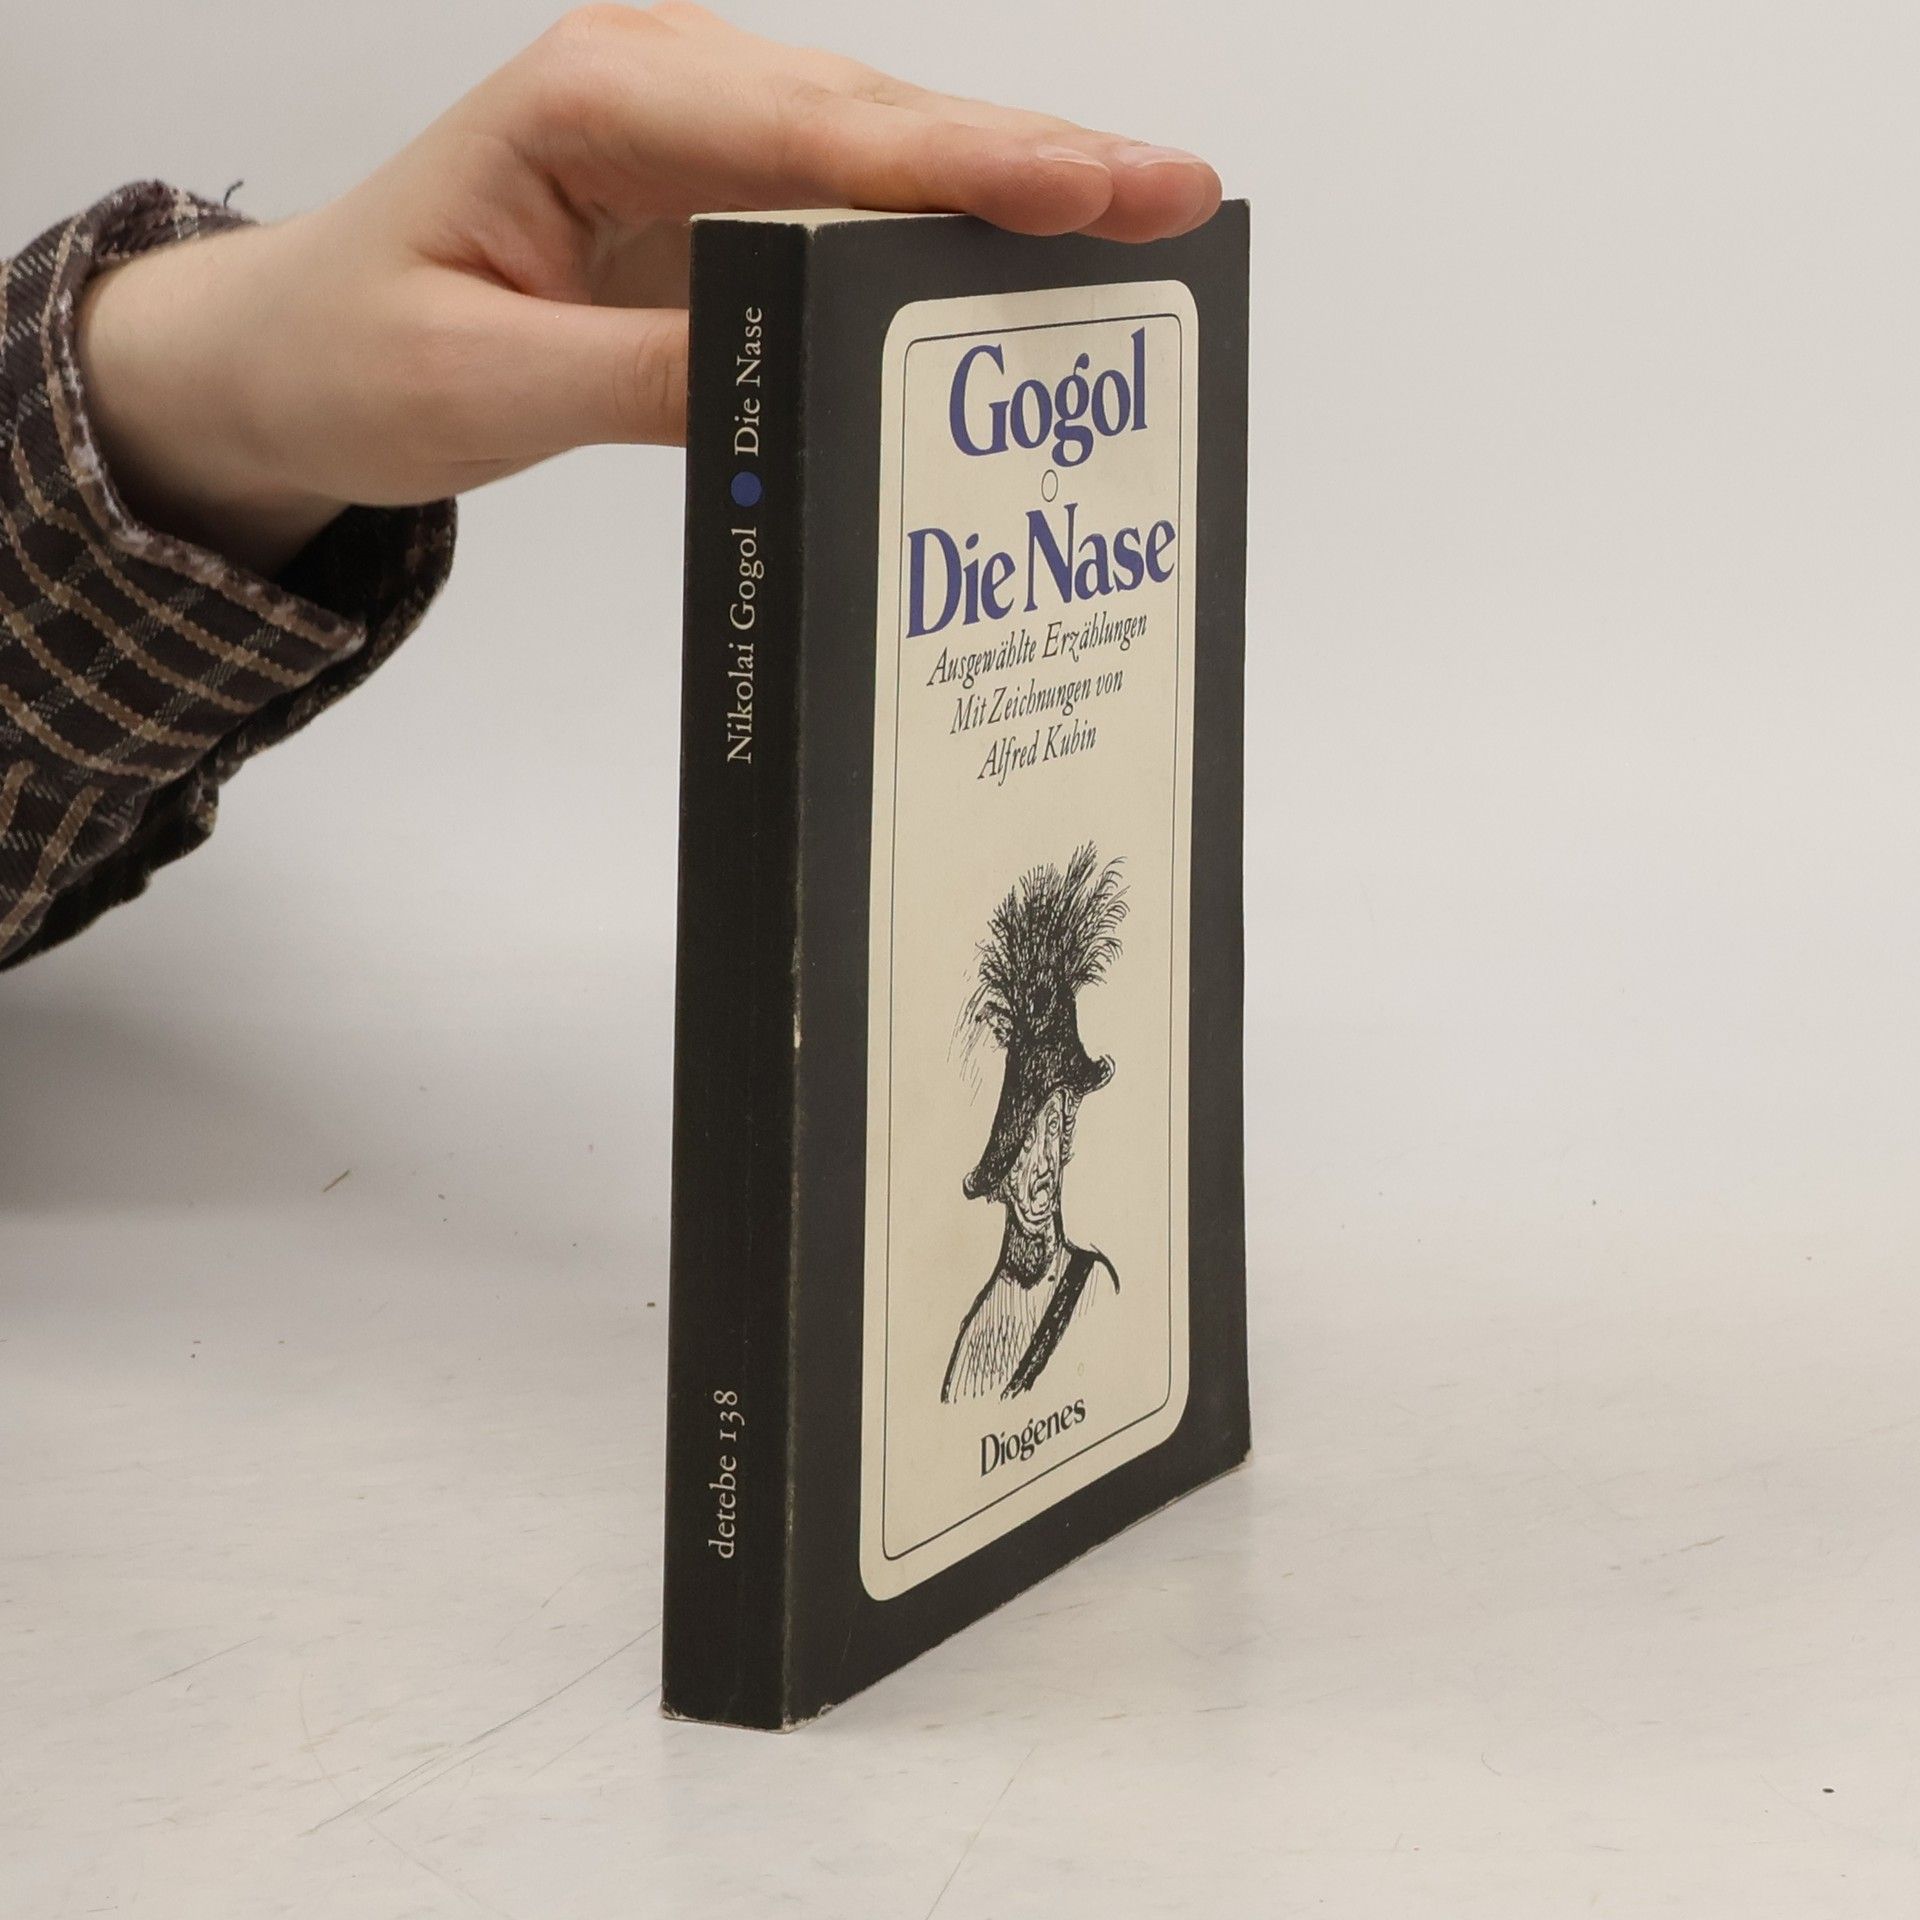 Nikolai Gogol ● Die Nase
detebe 138
Gogol
Die Nase
Ausgewählte Erzählungen
Mit Zeichnungen von
Alfred Kubin
Diogenes